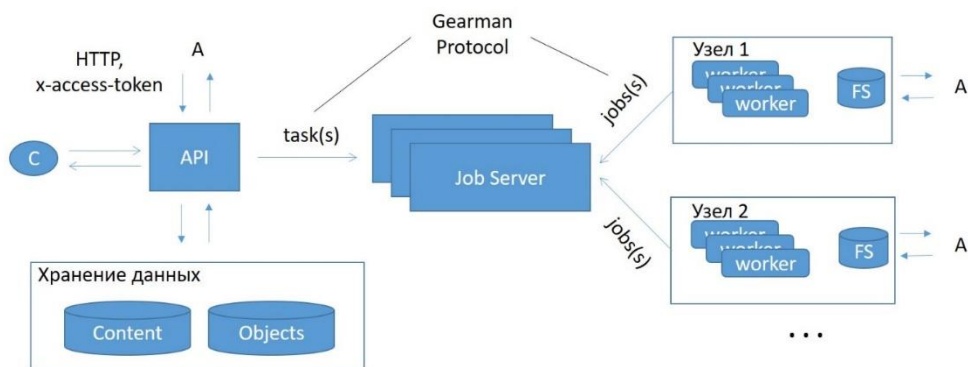 Gearman
Protocol
HTTP,
x-access-token
A
C
API
task(s)
Job Server
jobs(s)
jobs(s)
Узел 1
worker
worker
worker
FS
A
Узел 2
worker
worker
worker
FS
A
Хранение данных
Content
Objects
...